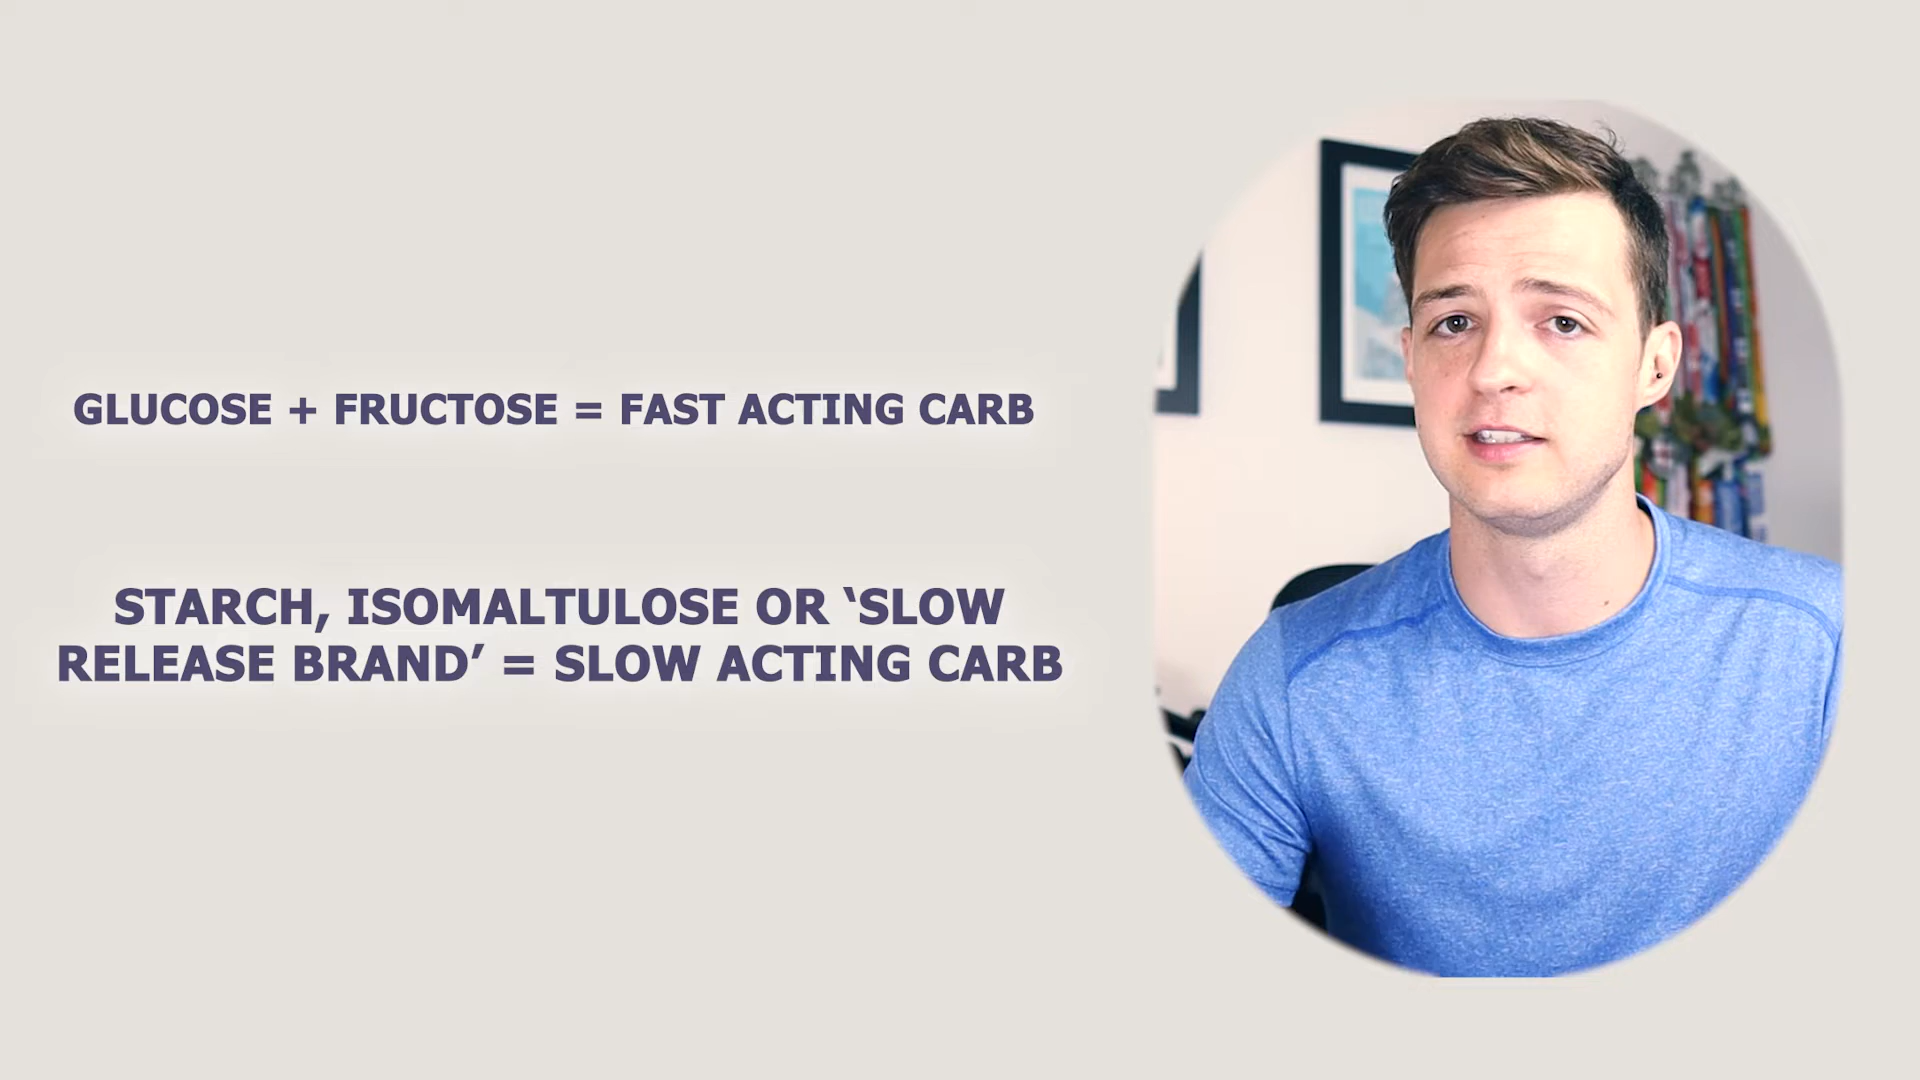 GLUCOSE + FRUCTOSE = FAST ACTING CARB
STARCH, ISOMALTULOSE OR ‘SLOW
RELEASE BRAND’ = SLOW ACTING CARB